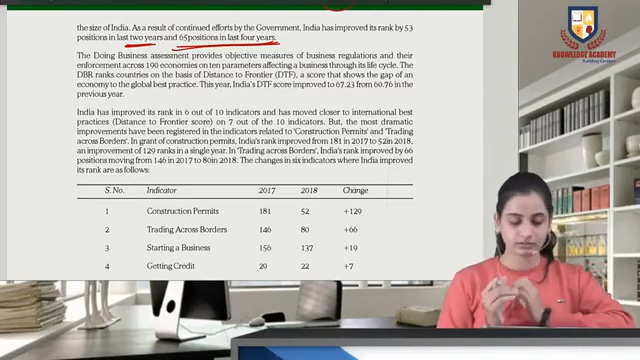 the size of India. As a result of continued efforts by the Government, India has improved its rank by 53
positions in last two years and 65positions in last four years.
The Doing Business assessment provides objective measures of business regulations and their
enforcement across 190 economies on ten parameters affecting a business through its life cycle. The
DBR ranks countries on the basis of Distance to Frontier (DTF), a score that shows the gap of an
economy to the global best practice. This year, India's DTF score improved to 67.23 from 60.76 in the
previous year.
India has improved its rank in 6 out of 10 indicators and has moved closer to international best
practices (Distance to Frontier score) on 7 out of the 10 indicators. But, the most dramatic
improvements have been registered in the indicators related to 'Construction Permits' and 'Trading
across Borders'. In grant of construction permits, India's rank improved from 181 in 2017 to 52in 2018,
an improvement of 129 ranks in a single year. In 'Trading across Borders', India's rank improved by 66
positions moving from 146 in 2017 to 80in 2018. The changes in six indicators where India improved
its rank are as follows:
S. No. Indicator 2017 2018 Change
1 Construction Permits 181 52 +129
2 Trading Across Borders 146 80 +66
3 Starting a Business 156 137 +19
4 Getting Credit 29 22 +7
KNOWLEDGE ACADEMY
Building Career